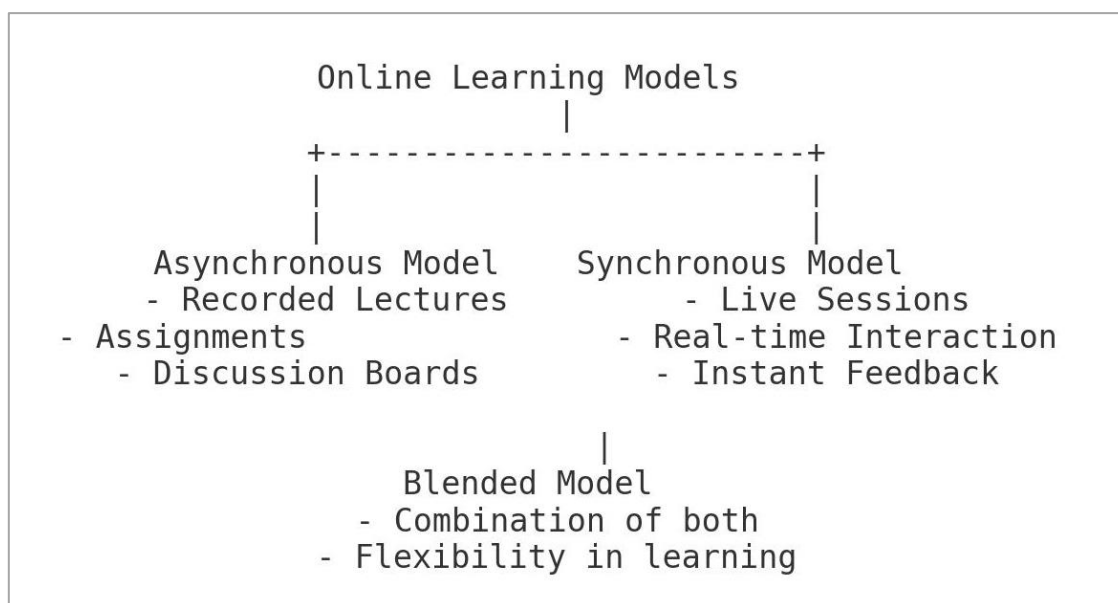 Online Learning Models
|
+-------------------------+
| |
| |
Asynchronous Model Synchronous Model
- Recorded Lectures - Live Sessions
- Assignments - Real-time Interaction
- Discussion Boards - Instant Feedback
|
Blended Model
- Combination of both
- Flexibility in learning